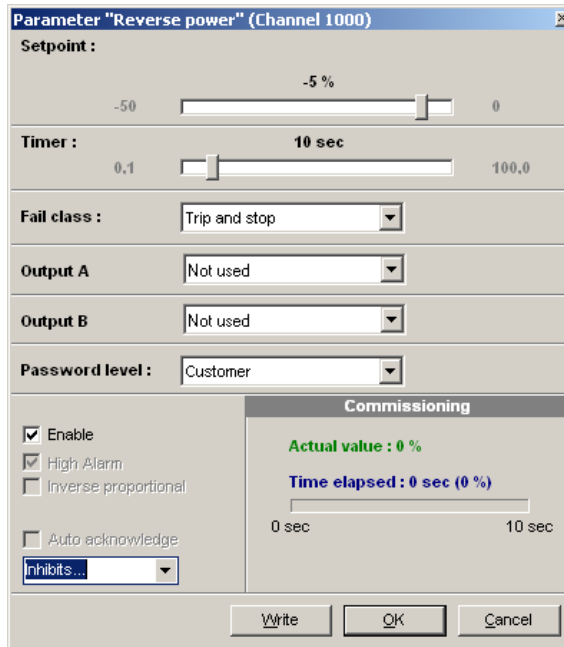 Parameter "Reverse power" (Channel 1000)
Setpoint :
-5 %
-50 0
Timer : 10 sec
0,1 100,0
Fail class : Trip and stop
Output A Not used
Output B Not used
Password level : Customer
Commissioning
Enable
High Alarm
Inverse proportional
Auto acknowledge
Inhibits...
Actual value : 0 %
Time elapsed : 0 sec (0 %)
0 sec 10 sec
Write OK Cancel